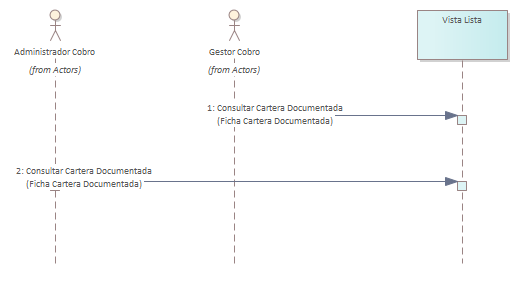 Administrador Cobro
(from Actors)
Gestor Cobro
(from Actors)
Vista Lista
1: Consultar Cartera Documentada
(Ficha Cartera Documentada)
2: Consultar Cartera Documentada
(Ficha Cartera Documentada)